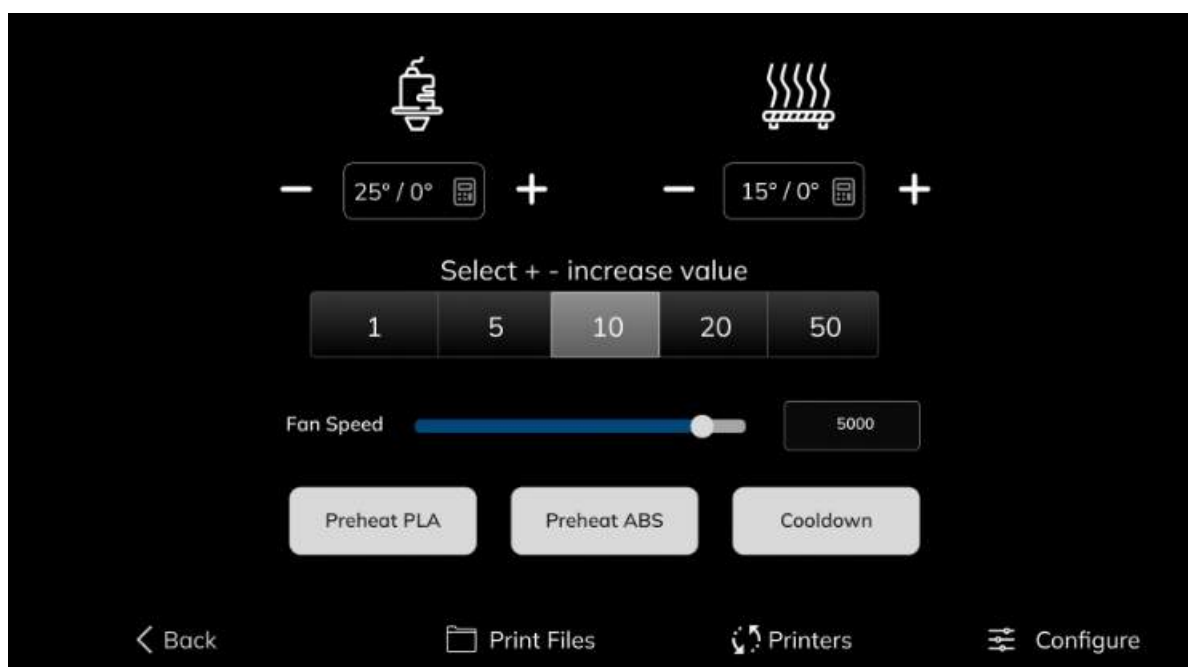 25° / 0°
15° / 0°
Select + - increase value
1 5 10 20 50
Fan Speed 5000
Preheat PLA Preheat ABS Cooldown
Back Print Files Printers Configure